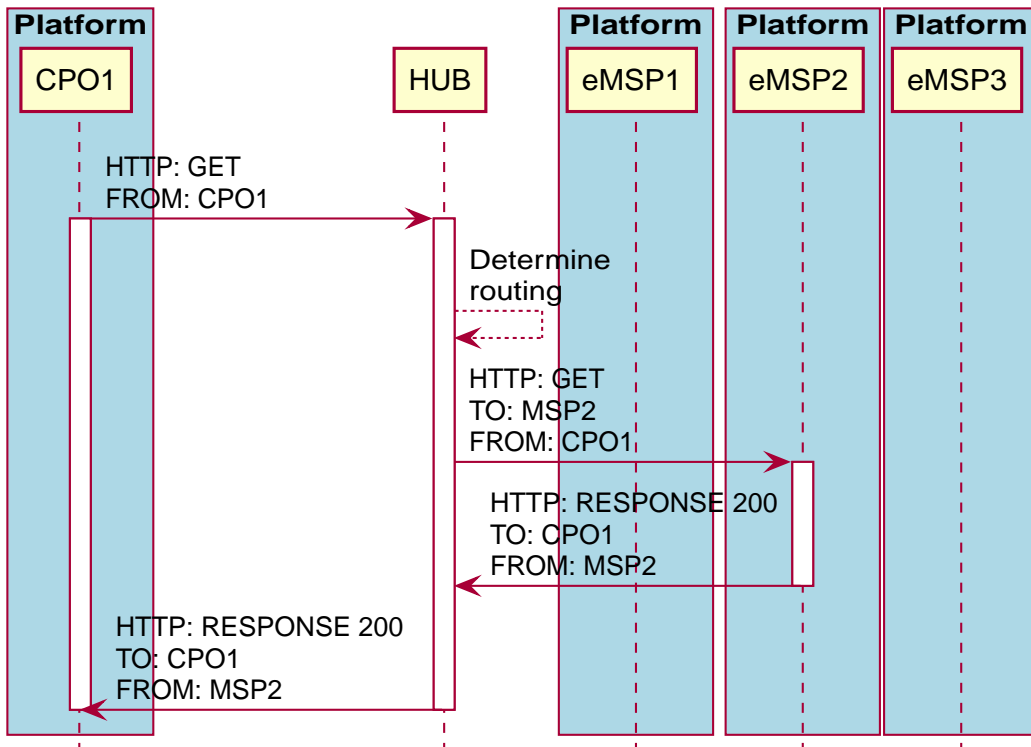 Platform
Platform
Platform
Platform
CPO1
HUB
eMSP1
eMSP2
eMSP3
HTTP: GET
FROM: CPO1
Determine
routing
HTTP: GET
TO: MSP2
FROM: CPO1
HTTP: RESPONSE 200
TO: CPO1
FROM: MSP2
HTTP: RESPONSE 200
TO: CPO1
FROM: MSP2